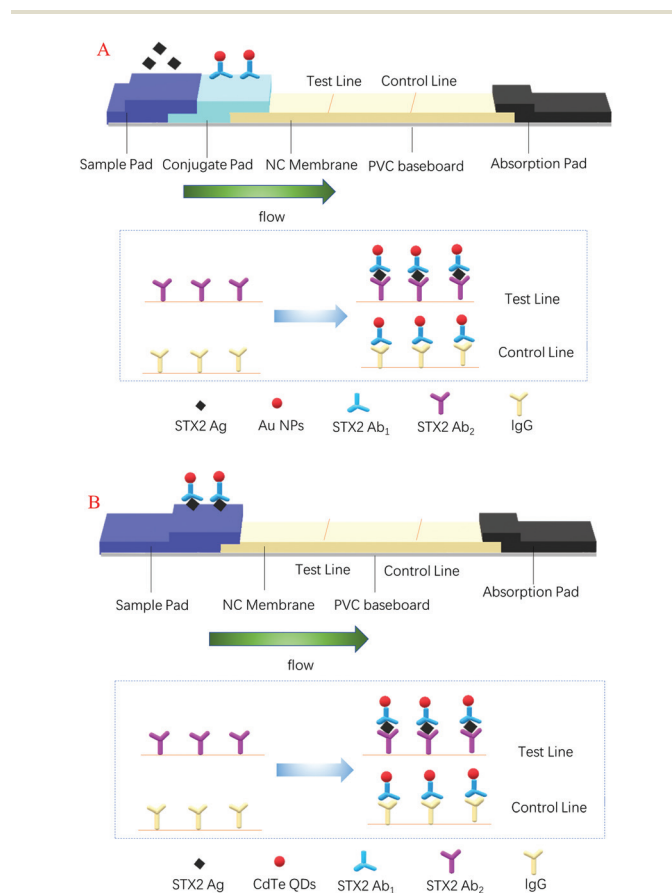 A
Test Line Control Line
Sample Pad Conjugate Pad NC Membrane PVC baseboard Absorption Pad
flow
Test Line
Control Line
STX2 Ag Au NPs STX2 Ab₁ STX2 Ab₂ IgG
B
Test Line Control Line
Sample Pad NC Membrane PVC baseboard Absorption Pad
flow
Test Line
Control Line
STX2 Ag CdTe QDs STX2 Ab₁ STX2 Ab₂ IgG